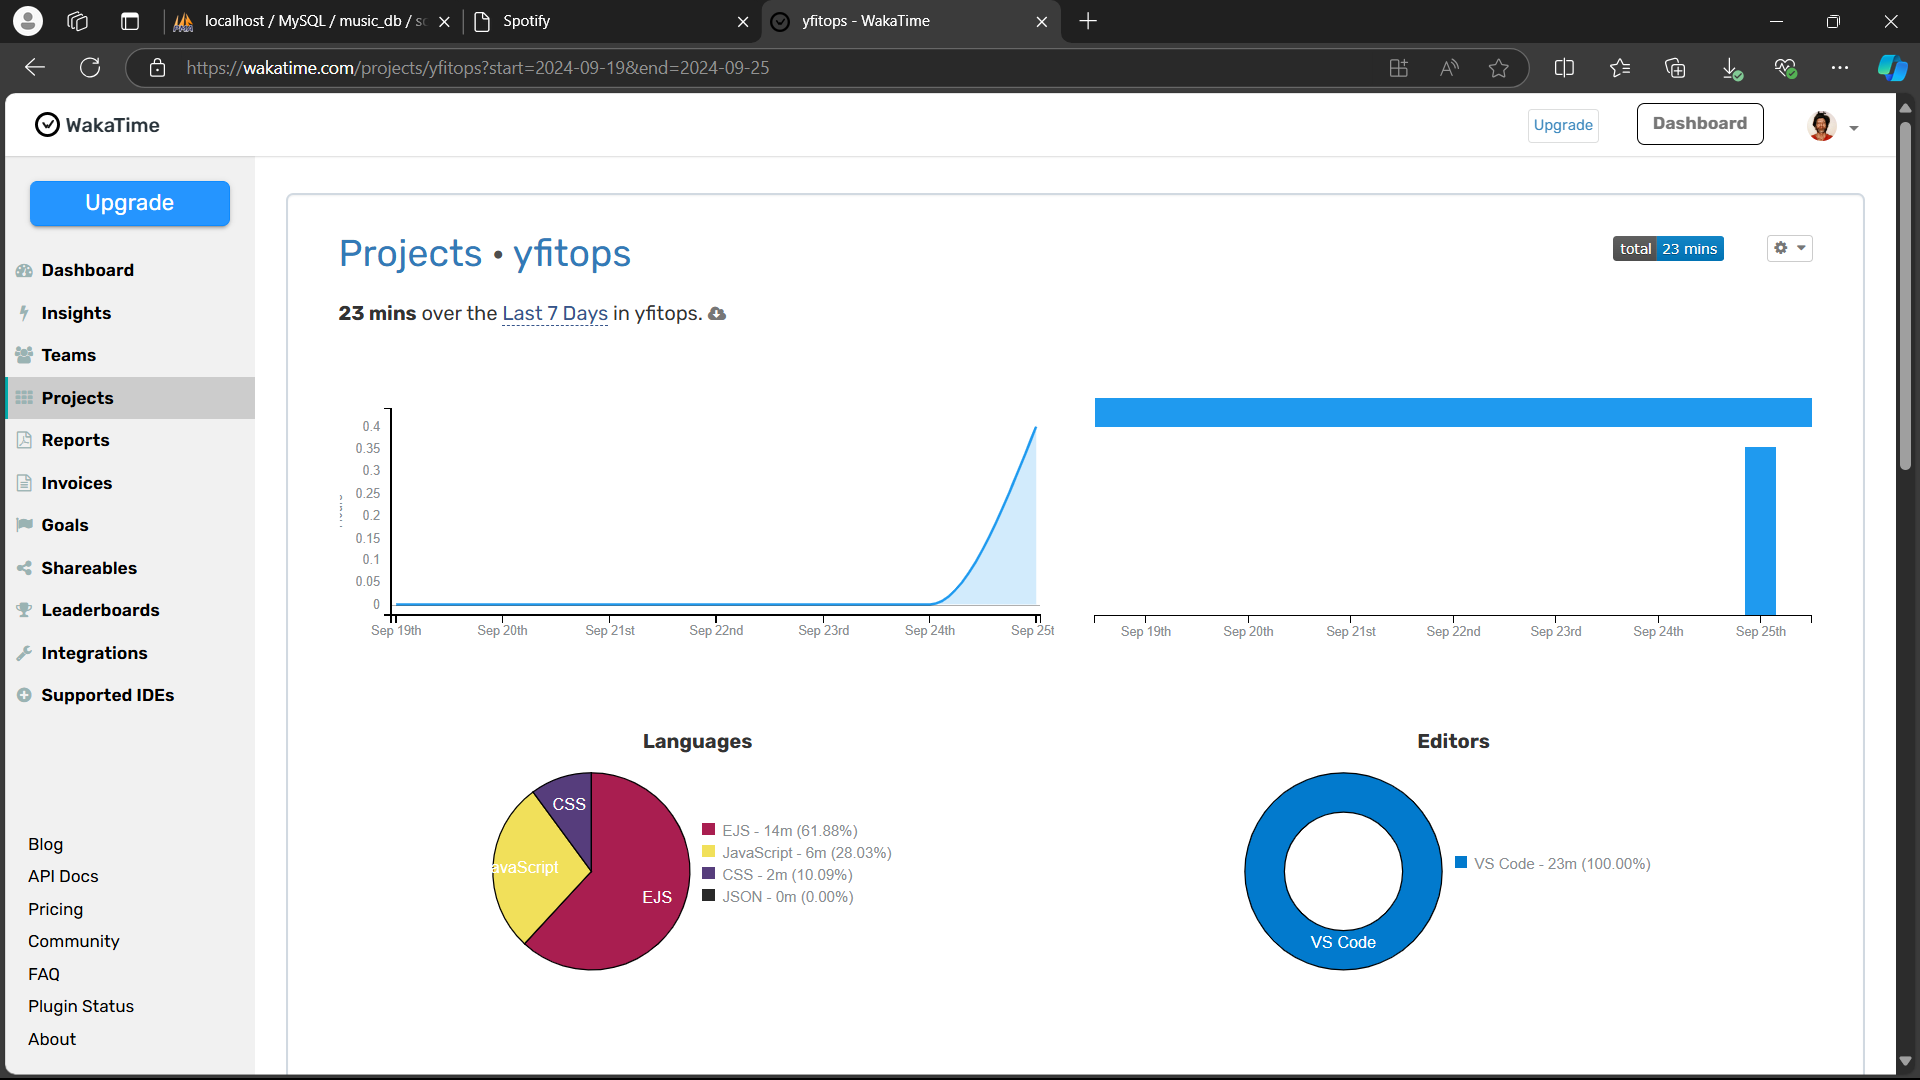 localhost / MySQL / music_db / so
Spotify
yfitops - WakaTime
https://wakatime.com/projects/yfitops?start=2024-09-19&end=2024-09-25
WakaTime
Upgrade
Dashboard
Upgrade
Dashboard
Insights
Teams
Projects
Reports
Invoices
Goals
Shareables
Leaderboards
Integrations
Supported IDEs
Blog
API Docs
Pricing
Community
FAQ
Plugin Status
About
Projects • yfitops
total 23 mins
23 mins over the Last 7 Days in yfitops.
0.4
0.35
0.3
0.25
0.2
0.15
0.1
0.05
0
Sep 19th Sep 20th Sep 21st Sep 22nd Sep 23rd Sep 24th Sep 25t
Sep 19th Sep 20th Sep 21st Sep 22nd Sep 23rd Sep 24th Sep 25th
Languages
CSS
avaScript
EJS
EJS - 14m (61.88%)
JavaScript - 6m (28.03%)
CSS - 2m (10.09%)
JSON - 0m (0.00%)
Editors
VS Code
VS Code - 23m (100.00%)